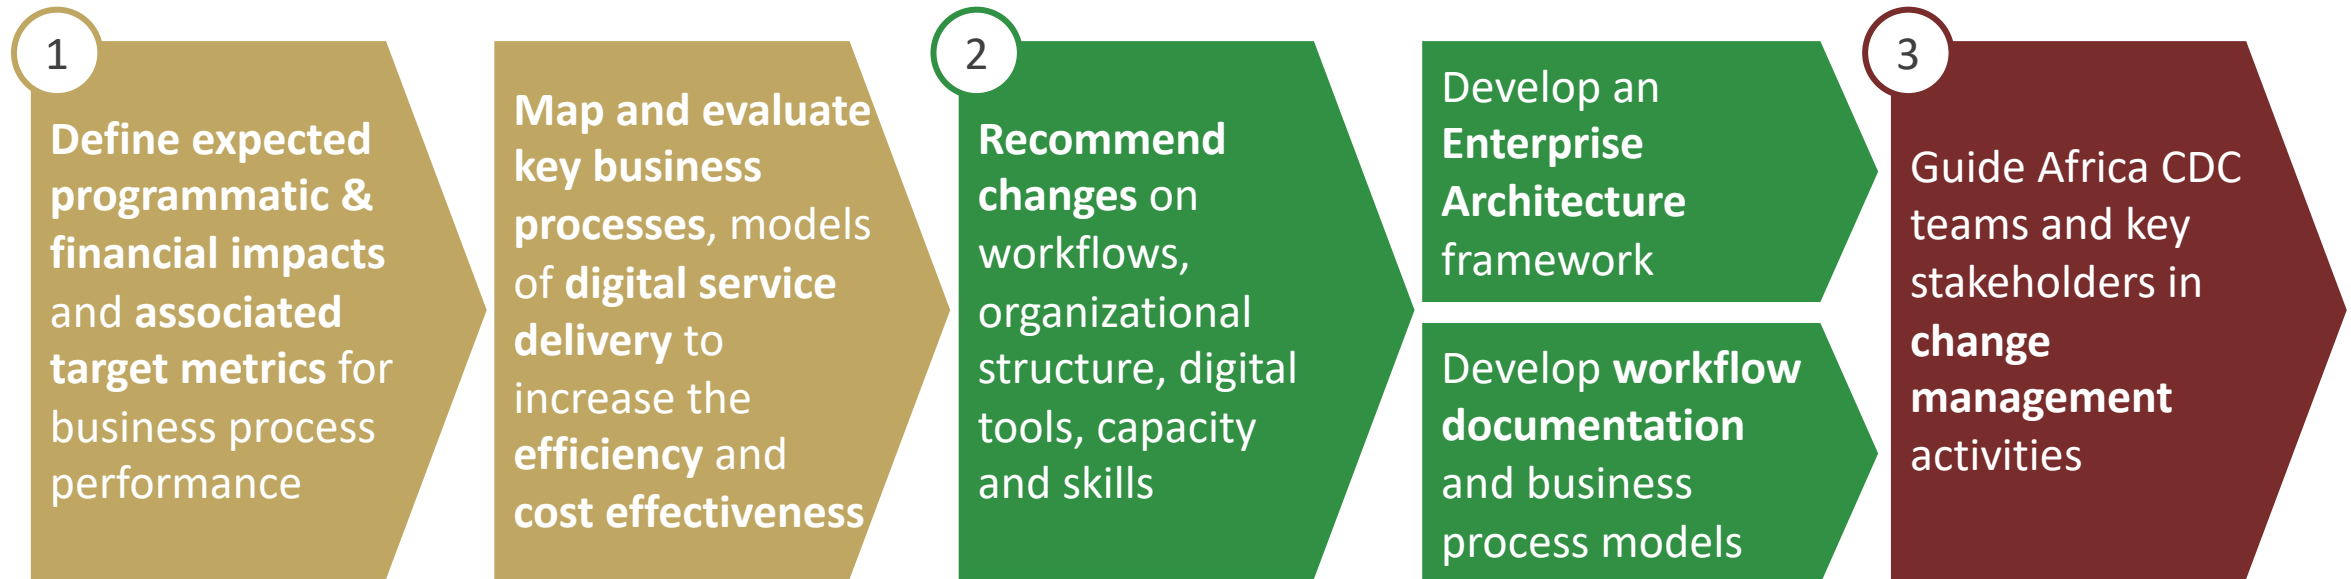 1
Define expected
programmatic &
financial impacts
and associated
target metrics for
business process
performance
Map and evaluate
key business
processes, models
of digital service
delivery to
increase the
efficiency and
cost effectiveness
2
Recommend
changes on
workflows,
organizational
structure, digital
tools, capacity
and skills
Develop an
Enterprise
Architecture
framework
Develop workflow
documentation
and business
process models
3
Guide Africa CDC
teams and key
stakeholders in
change
management
activities